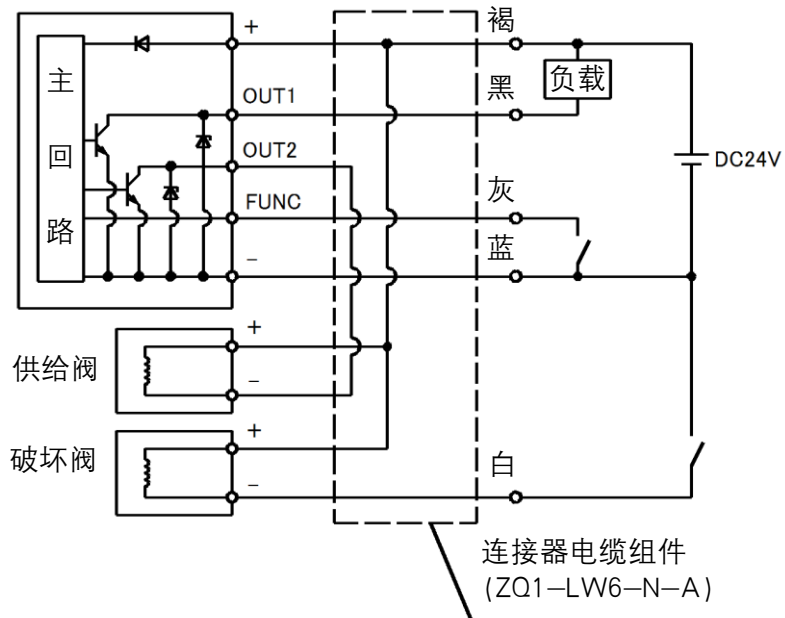 主
回
路
+
OUT1
OUT2
FUNC
−
供给阀
+
−
破坏阀
+
−
褐
黑
灰
蓝
白
负载
DC24V
连接器电缆组件
(ZQ1−LW6−N−A)